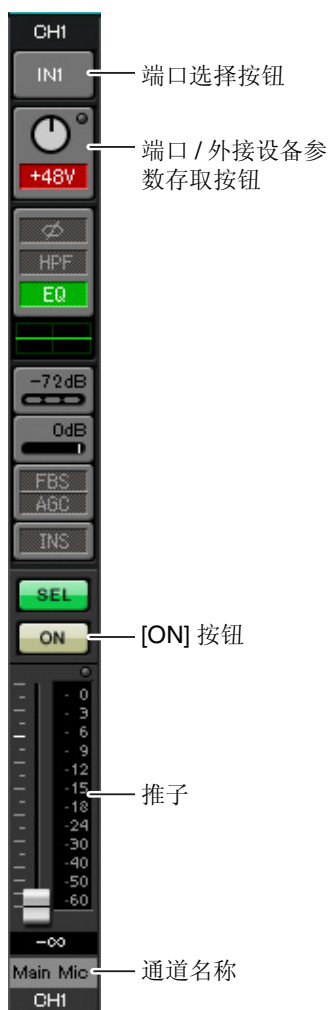 CH1
IN1
端口选择按钮
+48V
端口 / 外接设备参
数存取按钮
Ø
HPF
EQ
-72dB
0dB
FBS
AGC
INS
SEL
ON
[ON] 按钮
- 0
- 3
- 6
- 9
-12
-15
-18
-24
-30
-40
-50
-60
推子
-∞
Main Mic
通道名称
CH1